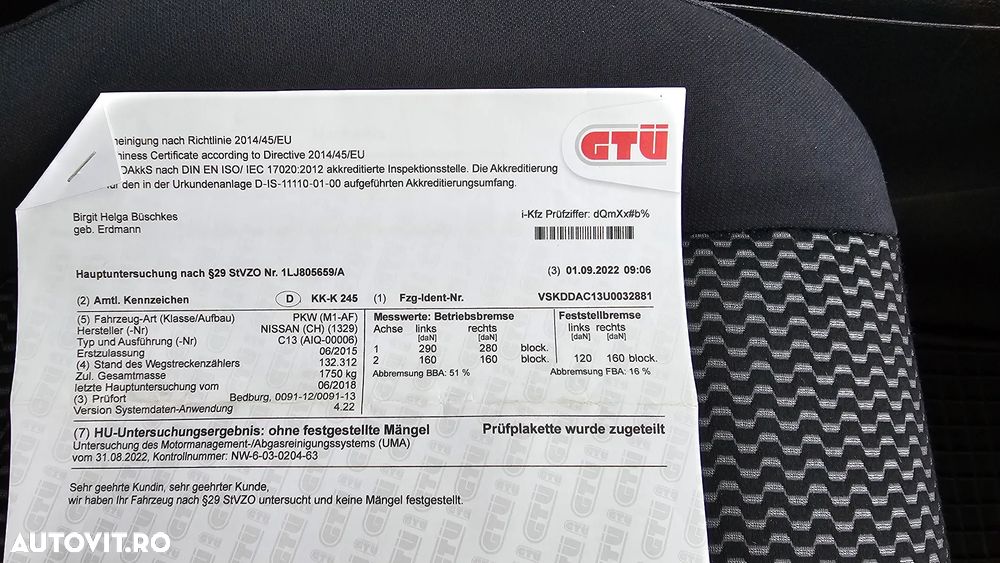 heinigung nach Richtlinie 2014/45/EU
GTÜ
hiness Certificate according to Directive 2014/45/EU
DAkkS nach DIN EN ISO/ IEC 17020:2012 akkreditierte Inspektionsstelle. Die Akkreditierung
den in der Urkundenanlage D-IS-11110-01-00 aufgeführten Akkreditierungsumfang.
Birgit Helga Büschkes
geb. Erdmann
i-Kfz Prüfziffer: dQmXx#b%
Hauptuntersuchung nach §29 StVZO Nr. 1LJ805659/A (3) 01.09.2022 09:06
(2) Amtl. Kennzeichen D KK-K 245 (1) Fzg-Ident-Nr. VSKDDAC13U0032881
(5) Fahrzeug-Art (Klasse/Aufbau) PKW (M1-AF)
Hersteller (-Nr) NISSAN (CH) (1329)
Typ und Ausführung (-Nr) C13 (AIQ-00006)
Erstzulassung 06/2015
(4) Stand des Wegstreckenzählers 132.312
Zul. Gesamtmasse 1750 kg
letzte Hauptuntersuchung vom 06/2018
(3) Prüfort Bedburg, 0091-12/0091-13
Version Systemdaten-Anwendung 4.22
Messwerte: Betriebsbremse
Achse links rechts
[daN] [daN]
1 290 280 block.
2 160 160 block.
Abbremsung BBA: 51 %
Feststellbremse
links rechts
[daN] [daN]
120 160 block.
Abbremsung FBA: 16 %
(7) HU-Untersuchungsergebnis: ohne festgestellte Mängel Prüfplakette wurde zugeteilt
Untersuchung des Motormanagement-/Abgasreinigungssystems (UMA)
vom 31.08.2022, Kontrollnummer: NW-6-03-0204-63
Sehr geehrte Kundin, sehr geehrter Kunde,
wir haben Ihr Fahrzeug nach §29 StVZO untersucht und keine Mängel festgestellt.
AUTOVIT.RO